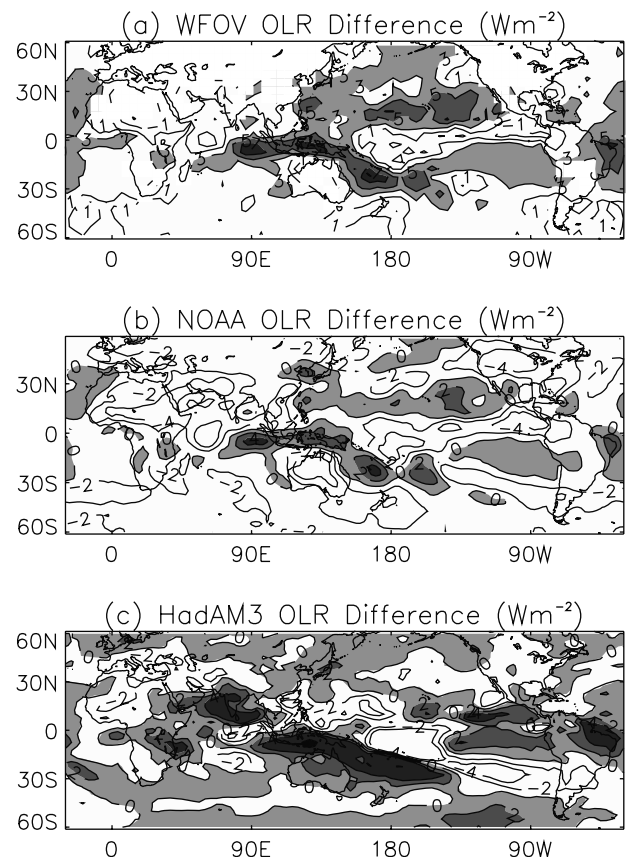 (a) WFOV OLR Difference (Wm⁻²)
60N
30N
0
30S
60S
0 90E 180 90W
(b) NOAA OLR Difference (Wm⁻²)
30N
0
30S
60S
0 90E 180 90W
(c) HadAM3 OLR Difference (Wm⁻²)
60N
30N
0
30S
60S
0 90E 180 90W